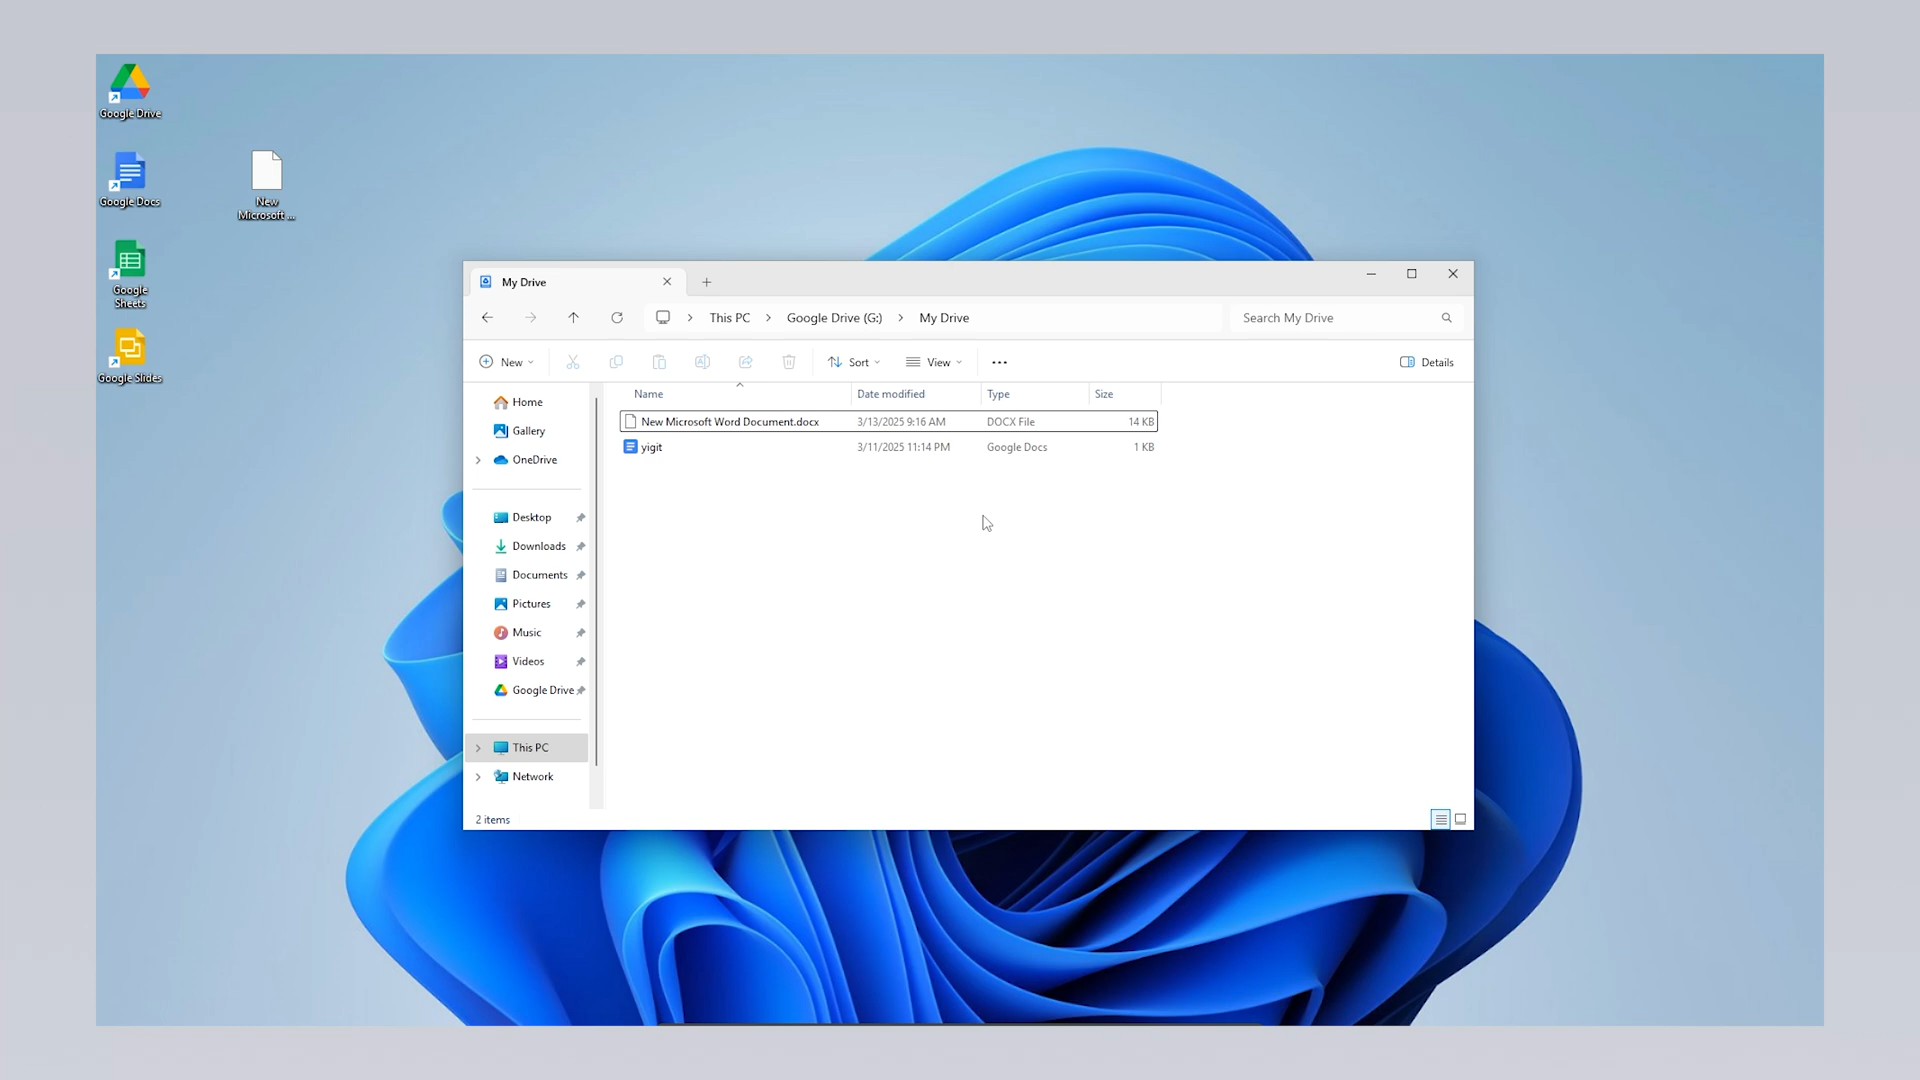 Google Drive
Google Docs
New
Microsoft ...
Google
Sheets
Google Slides
My Drive
This PC
Google Drive (G:)
My Drive
Search My Drive
New
Sort
View
Details
Home
Gallery
OneDrive
Desktop
Downloads
Documents
Pictures
Music
Videos
Google Drive
This PC
Network
Name Date modified Type Size
New Microsoft Word Document.docx 3/13/2025 9:16 AM DOCX File 14 KB
yigit 3/11/2025 11:14 PM Google Docs 1 KB
2 items